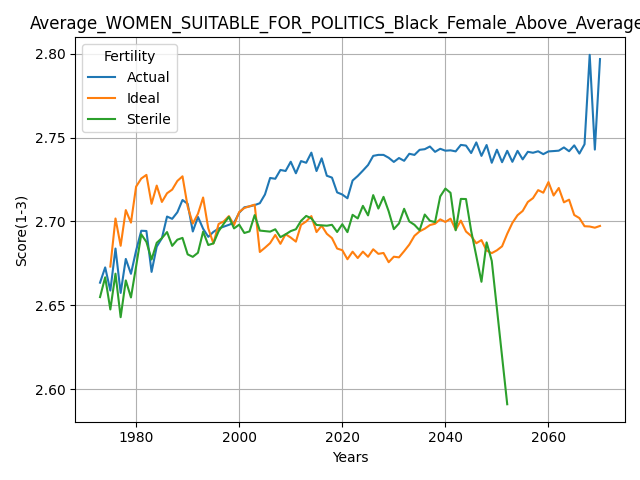 Average_WOMEN_SUITABLE_FOR_POLITICS_Black_Female_Above_Average
Fertility
Actual
Ideal
Sterile
Score(1-3)
2.80
2.75
2.70
2.65
2.60
1980 2000 2020 2040 2060
Years